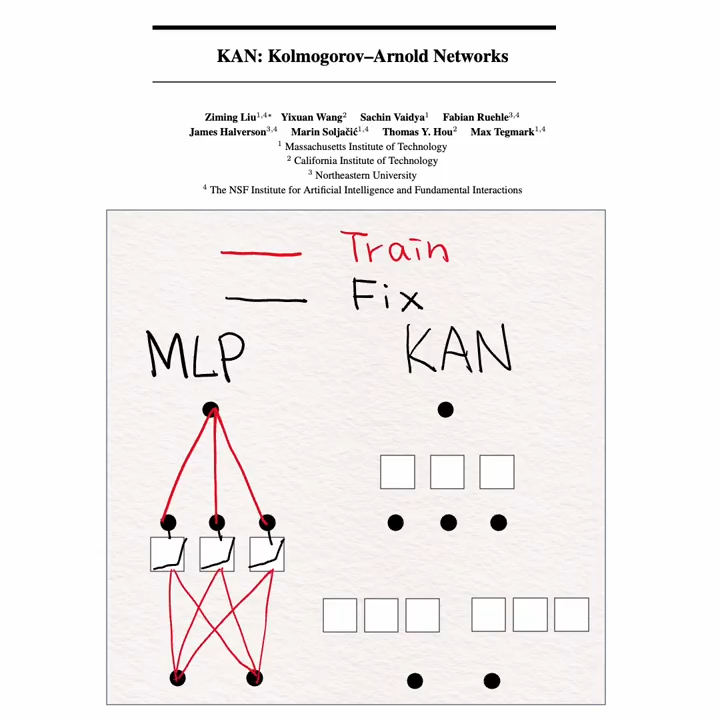 KAN: Kolmogorov–Arnold Networks
Ziming Liu1,4* Yixuan Wang2 Sachin Vaidya1 Fabian Ruehle3,4
James Halverson3,4 Marin Soljačić1,4 Thomas Y. Hou2 Max Tegmark1,4
1 Massachusetts Institute of Technology
2 California Institute of Technology
3 Northeastern University
4 The NSF Institute for Artificial Intelligence and Fundamental Interactions
Train
Fix
MLP KAN